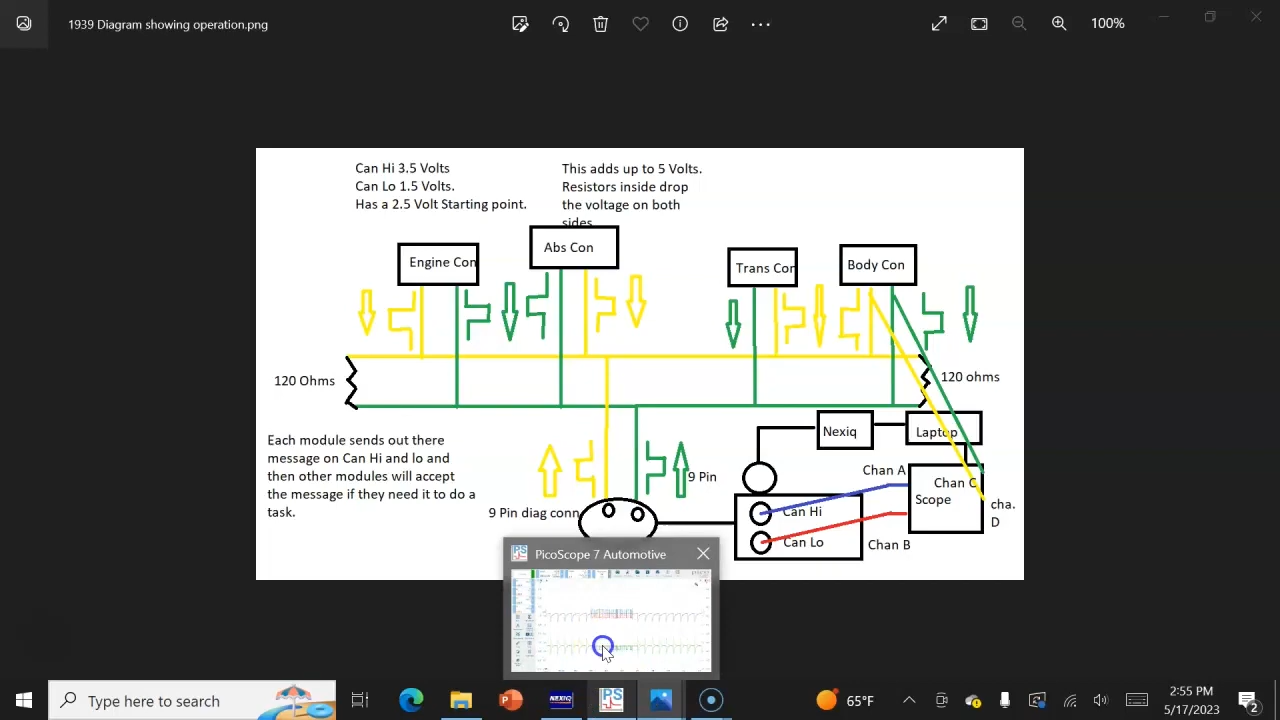 1939 Diagram showing operation.png
100%
Can Hi 3.5 Volts
Can Lo 1.5 Volts.
Has a 2.5 Volt Starting point.
This adds up to 5 Volts.
Resistors inside drop
the voltage on both
sides
Engine Con
Abs Con
Trans Con
Body Con
120 Ohms
120 ohms
Each module sends out there
message on Can Hi and lo and
then other modules will accept
the message if they need it to do a
task.
9 Pin diag conn
9 Pin
Nexiq
Laptop
Chan A
Chan C
Scope
cha.
D
Can Hi
Can Lo
Chan B
PS
PicoScope 7 Automotive
Type here to search
NEXIQ
PS
65°F
2:55 PM
5/17/2023
2